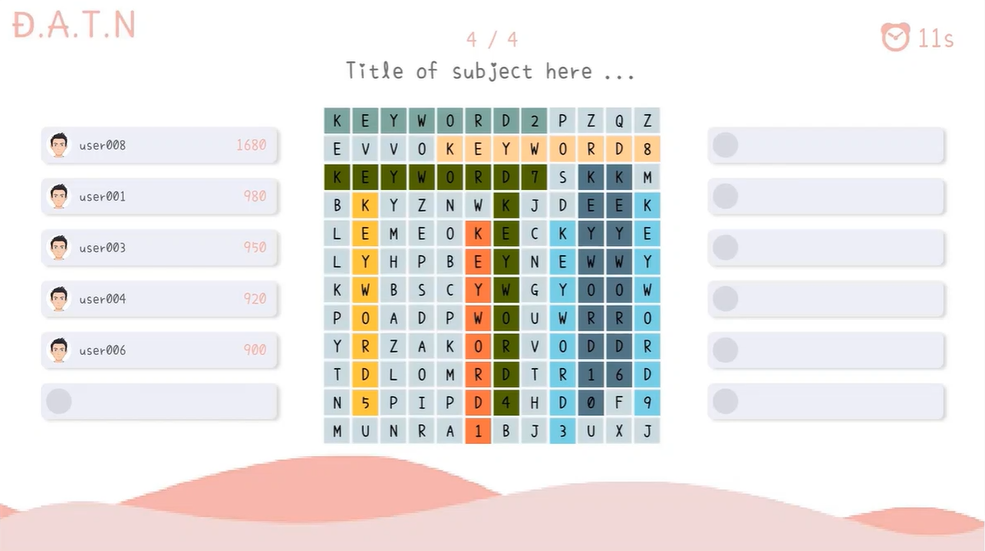 Đ.A.T.N
4 / 4
11s
Title of subject here ...
user008 1680
user001 980
user003 950
user004 920
user006 900
K E Y W O R D 2 P Z Q Z
E V V O K E Y W O R D 8
K E Y W O R D 7 S K K M
B K Y Z N W K J D E E K
L E M E O K E C K Y Y E
L Y H P B E Y N E W W Y
K W B S C Y W G Y O O W
P O A D P W O U W R R O
Y R Z A K O R V O D D R
T D L O M R D T R 1 6 D
N 5 P I P D 4 H D 0 F 9
M U N R A 1 B J 3 U X J